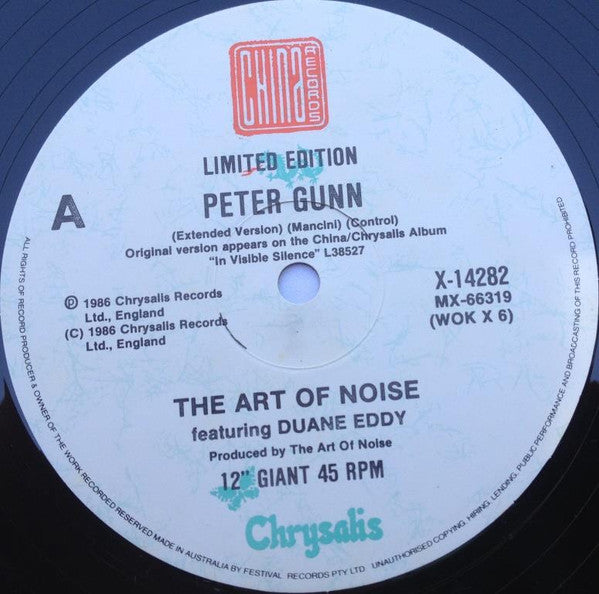 CHINA
RECORDS
LIMITED EDITION
A
PETER GUNN
(Extended Version) (Mancini) (Control)
Original version appears on the China/Chrysalis Album
"In Visible Silence" L38527
X-14282
MX-66319
(WOK X 6)
℗ 1986 Chrysalis Records
Ltd., England
(C) 1986 Chrysalis Records
Ltd., England
THE ART OF NOISE
featuring DUANE EDDY
Produced by The Art Of Noise
12" GIANT 45 RPM
Chrysalis
ALL RIGHTS OF RECORD PRODUCER & OWNER OF THE WORK RECORDED RESERVED MADE IN AUSTRALIA BY FESTIVAL RECORDS PTY LTD. UNAUTHORISED COPYING, HIRING, LENDING, PUBLIC PERFORMANCE AND BROADCASTING OF THIS RECORD PROHIBITED